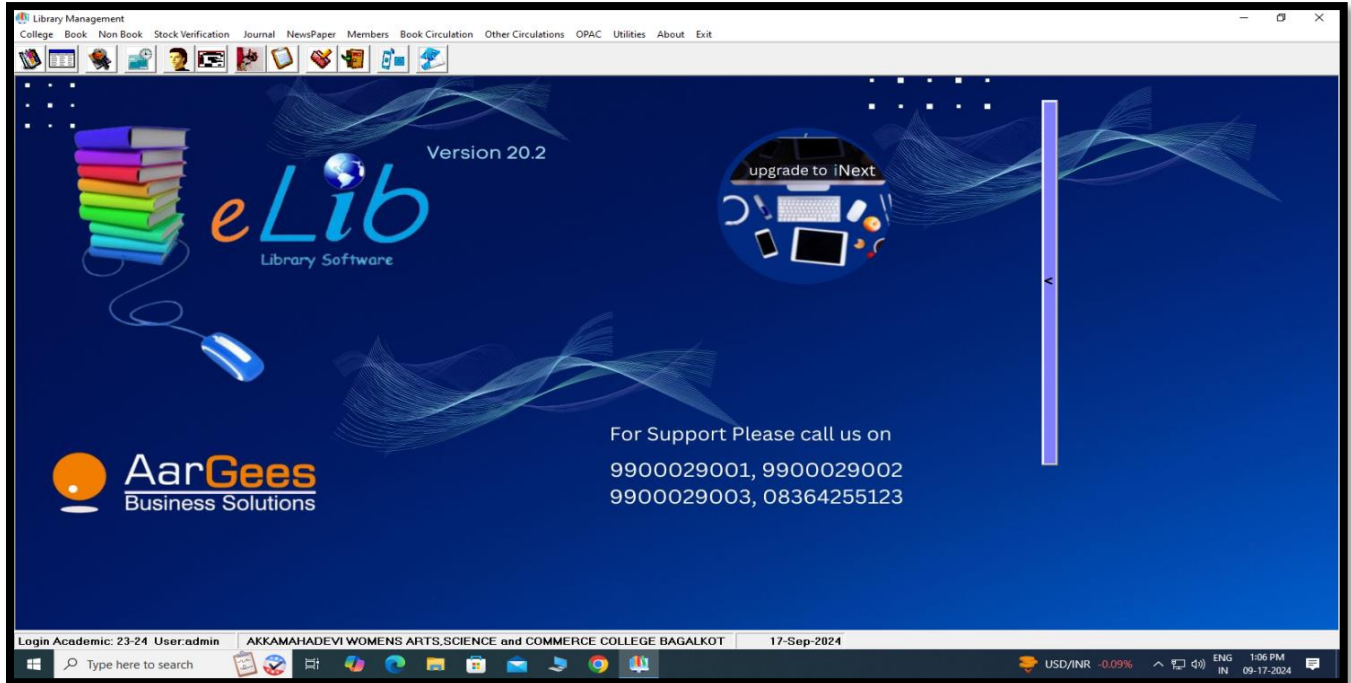 Library Management
College Book Non Book Stock Verification Journal NewsPaper Members Book Circulation Other Circulations OPAC Utilities About Exit
Version 20.2
eLib
Library Software
upgrade to iNext
<
For Support Please call us on
9900029001, 9900029002
9900029003, 08364255123
AarGees
Business Solutions
Login Academic: 23-24 User:admin AKKAMAHADEVI WOMENS ARTS,SCIENCE and COMMERCE COLLEGE BAGALKOT 17-Sep-2024
Type here to search USD/INR -0.09% ENG IN 1:06 PM 09-17-2024